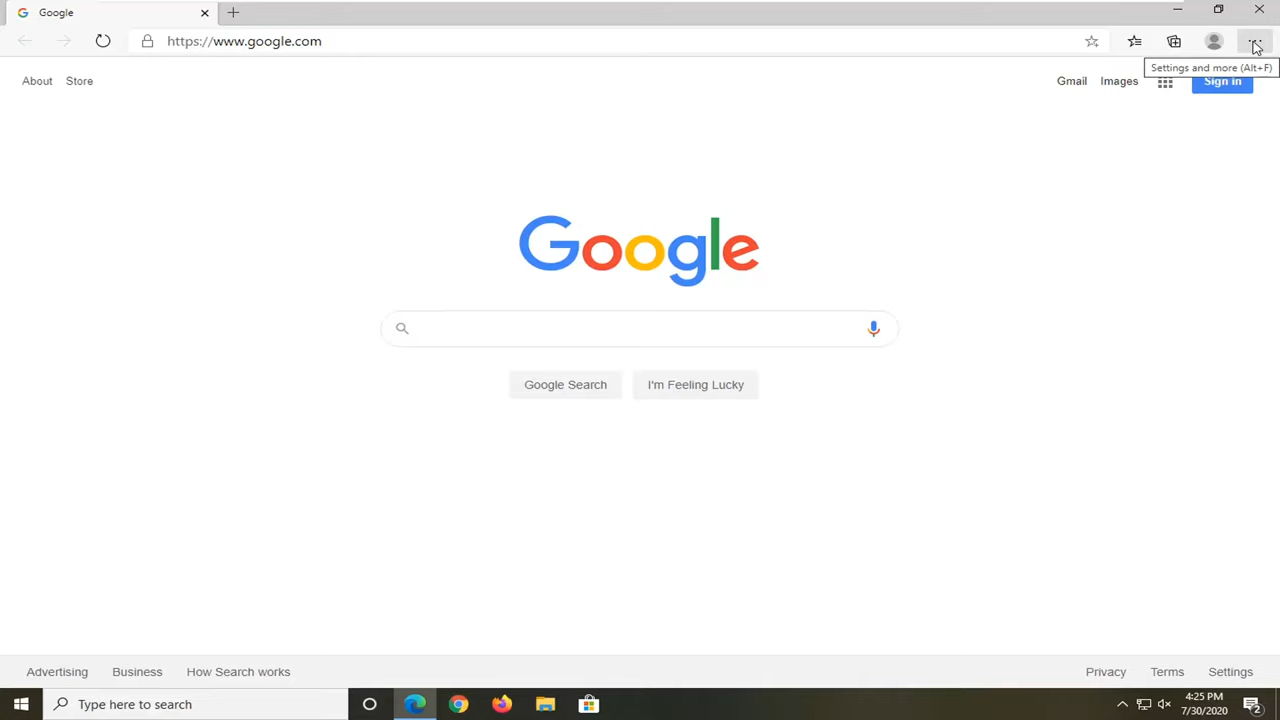 Google
https://www.google.com
Settings and more (Alt+F)
About Store
Gmail Images Sign in
Google
Google Search I'm Feeling Lucky
Advertising Business How Search works
Privacy Terms Settings
Type here to search
4:25 PM
7/30/2020
2